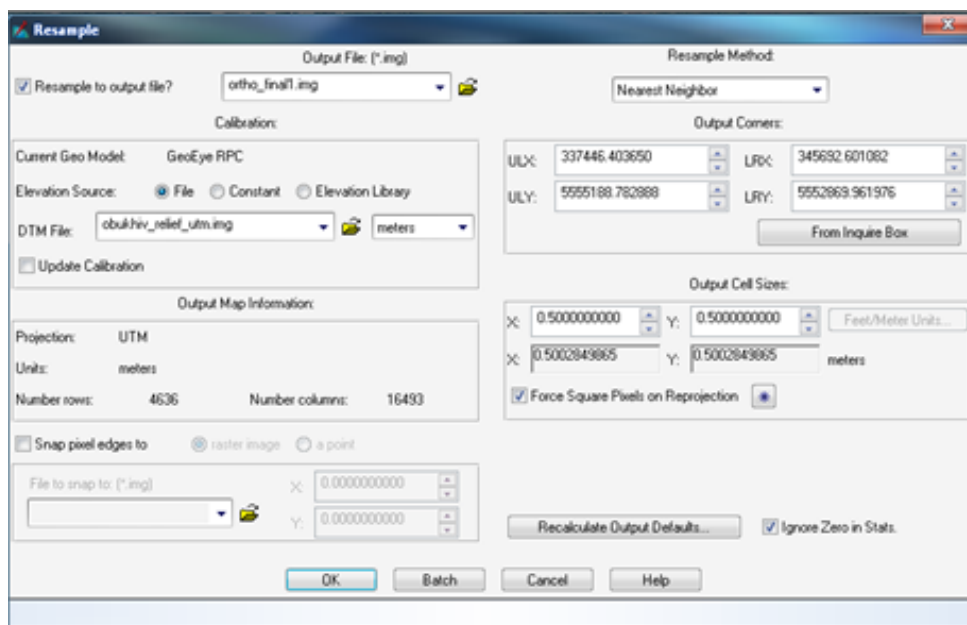 Resample
Output File: (*.img)
Resample to output file?
ortho_final1.img
Calibration:
Current Geo Model: GeoEye RPC
Elevation Source: File Constant Elevation Library
DTM File: obukhiv_relief_utm.img meters
Update Calibration
Output Map Information:
Projection: UTM
Units: meters
Number rows: 4636 Number columns: 16493
Snap pixel edges to raster image a point
File to snap to: (*.img)
X: 0.0000000000
Y: 0.0000000000
Resample Method:
Nearest Neighbor
Output Corners:
ULX: 337446.403650 LRX: 345692.601082
ULY: 5555188.782888 LRY: 5552869.961976
From Inquire Box
Output Cell Sizes:
X: 0.5000000000 Y: 0.5000000000 Feet/Meter Units...
X: 0.5002849865 Y: 0.5002849865 meters
Force Square Pixels on Reprojection
Recalculate Output Defaults... Ignore Zero in Stats.
OK Batch Cancel Help